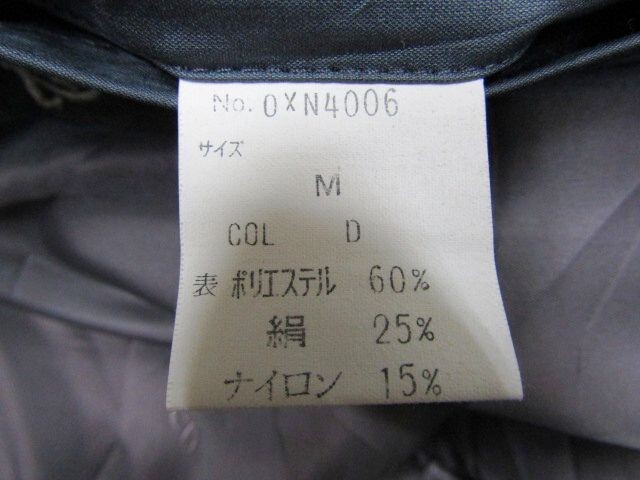 No. 0XN4006
サイズ
M
COL D
表 ポリエステル 60%
絹 25%
ナイロン 15%